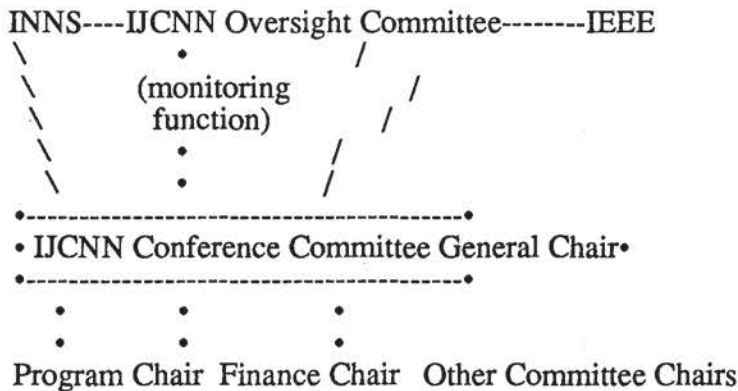 INNS----IJCNN Oversight Committee--------IEEE
(monitoring
function)
• IJCNN Conference Committee General Chair•
Program Chair Finance Chair Other Committee Chairs